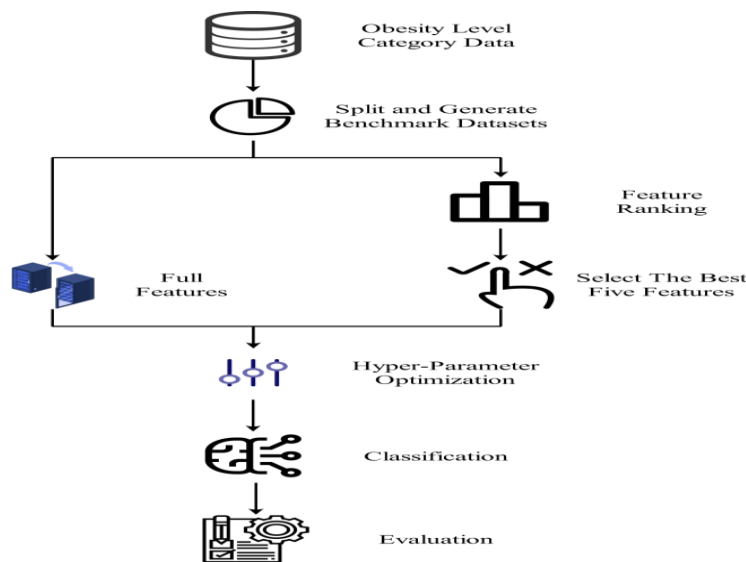 Obesity Level
Category Data
Split and Generate
Benchmark Datasets
Feature
Ranking
Full
Features
Select The Best
Five Features
Hyper-Parameter
Optimization
Classification
Evaluation